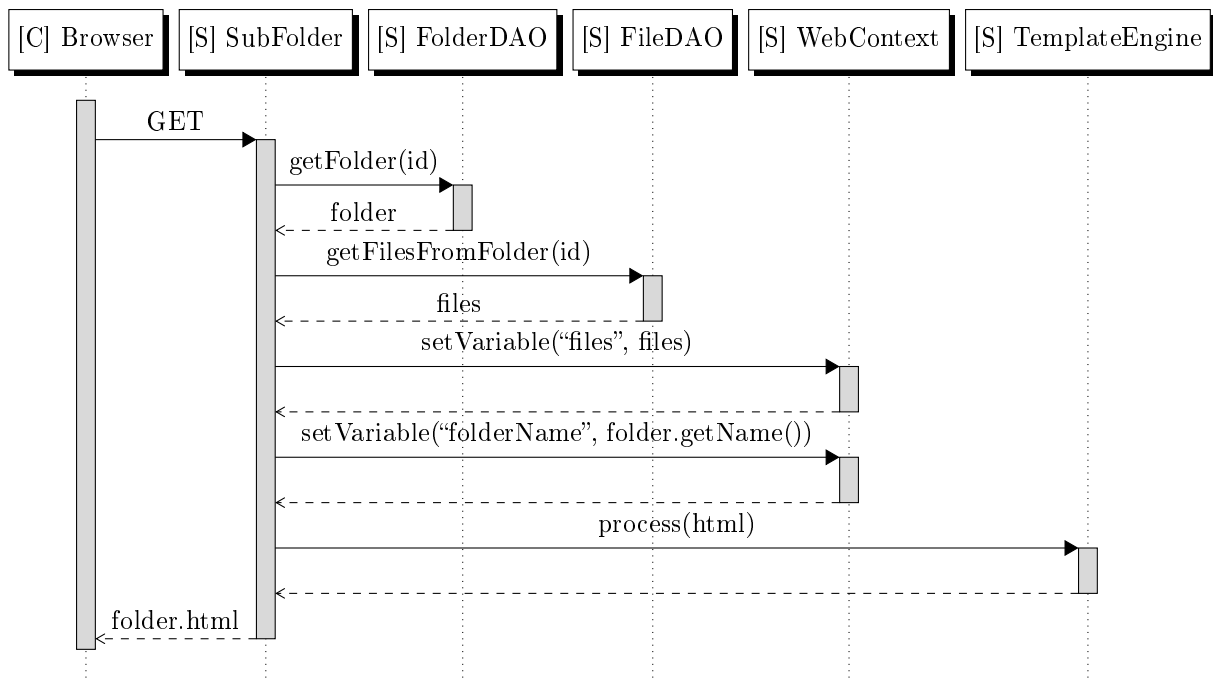 [C] Browser
[S] SubFolder
[S] FolderDAO
[S] FileDAO
[S] WebContext
[S] TemplateEngine
GET
getFolder(id)
folder
getFilesFromFolder(id)
files
setVariable(“files”, files)
setVariable(“folderName”, folder.getName())
process(html)
folder.html